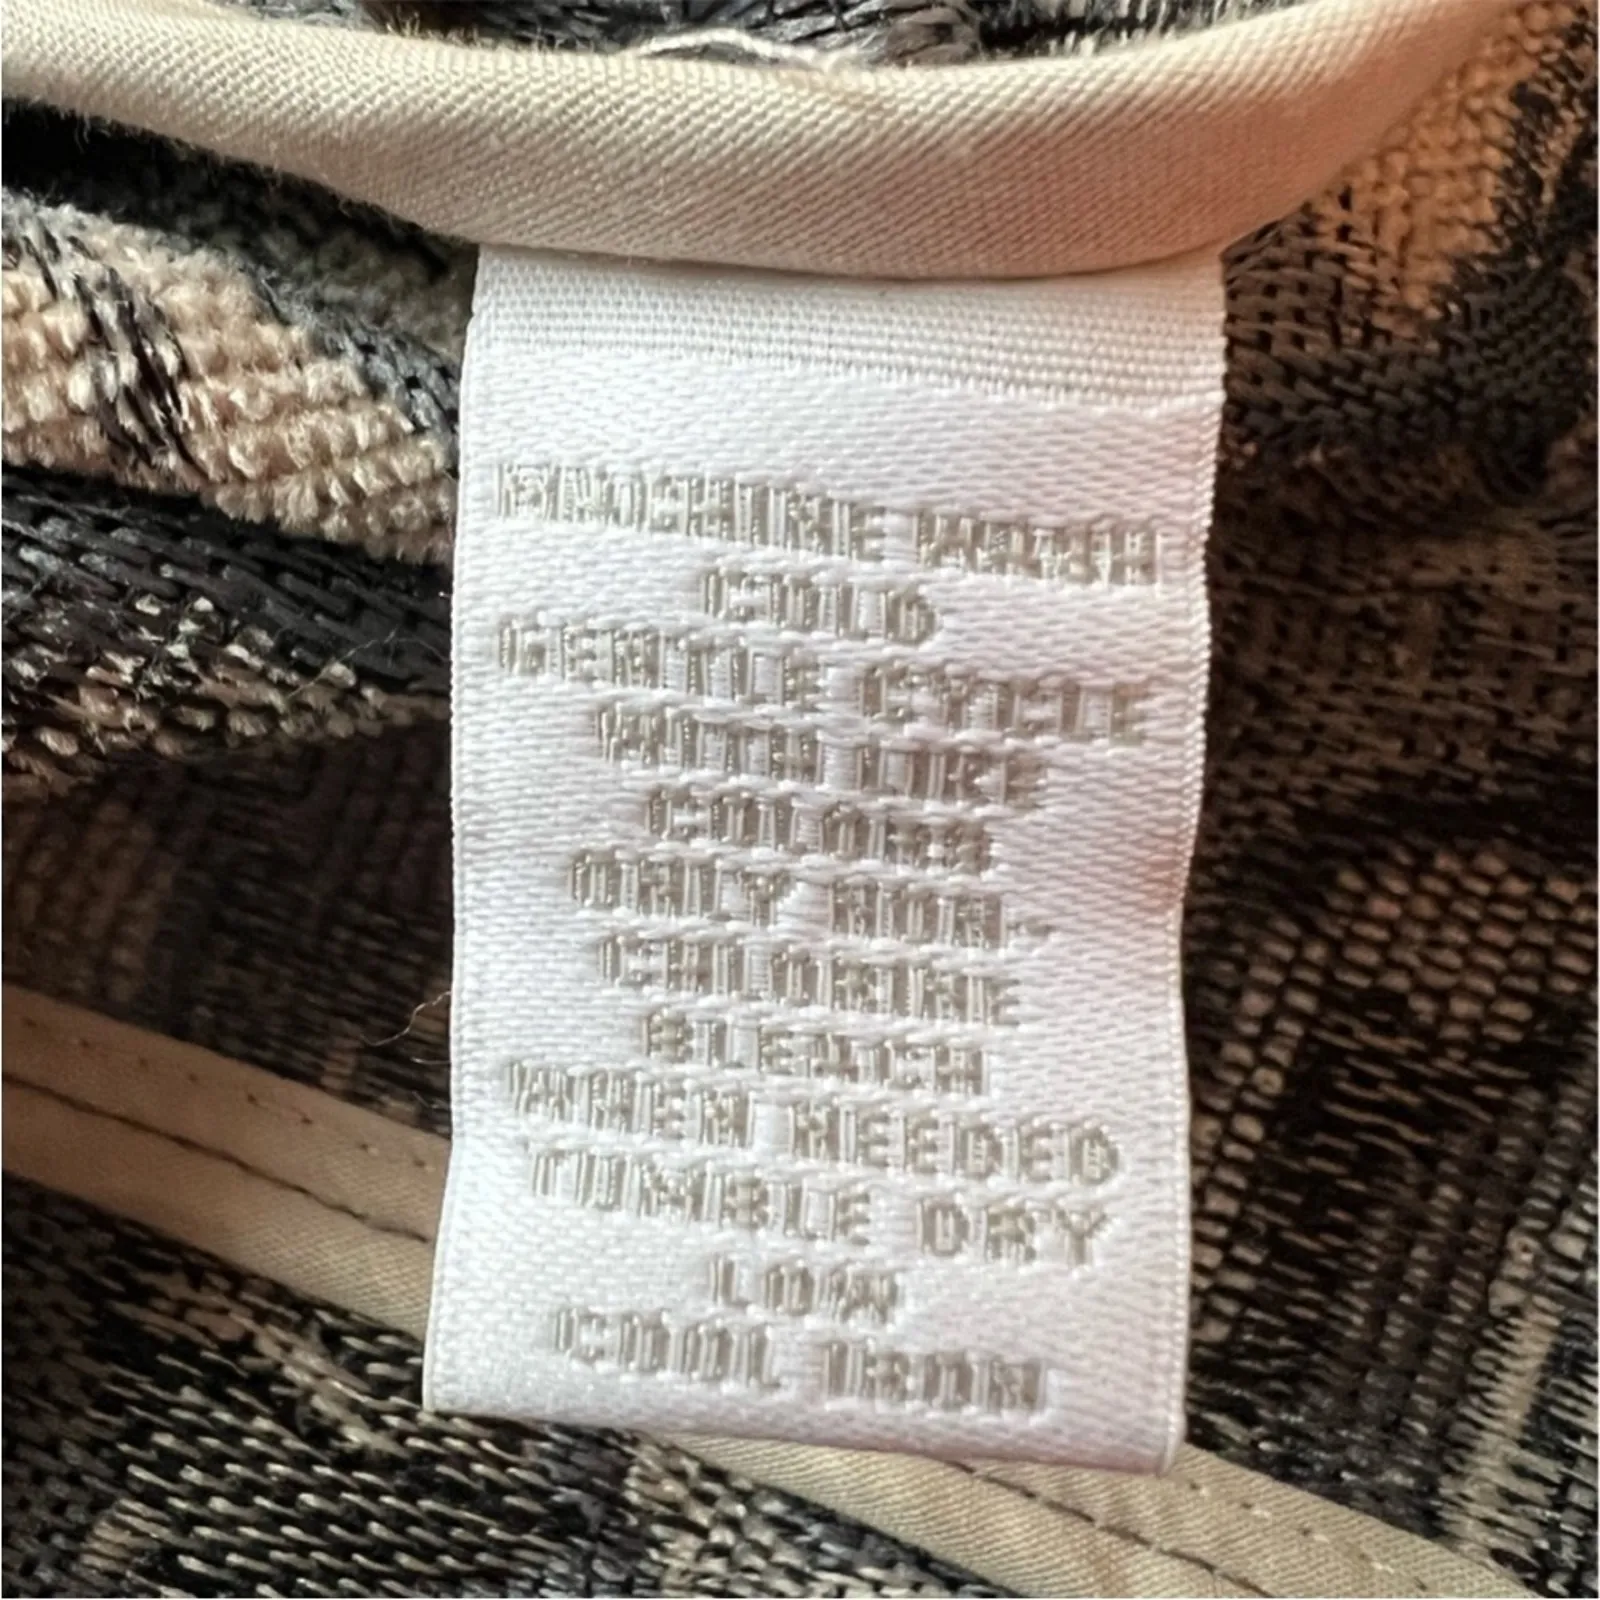 MACHINE WASH
COLD
GENTLE CYCLE
WITH LIKE
COLORS
ONLY NON-
CHLORINE
BLEACH
WHEN NEEDED
TUMBLE DRY
LOW
COOL IRON